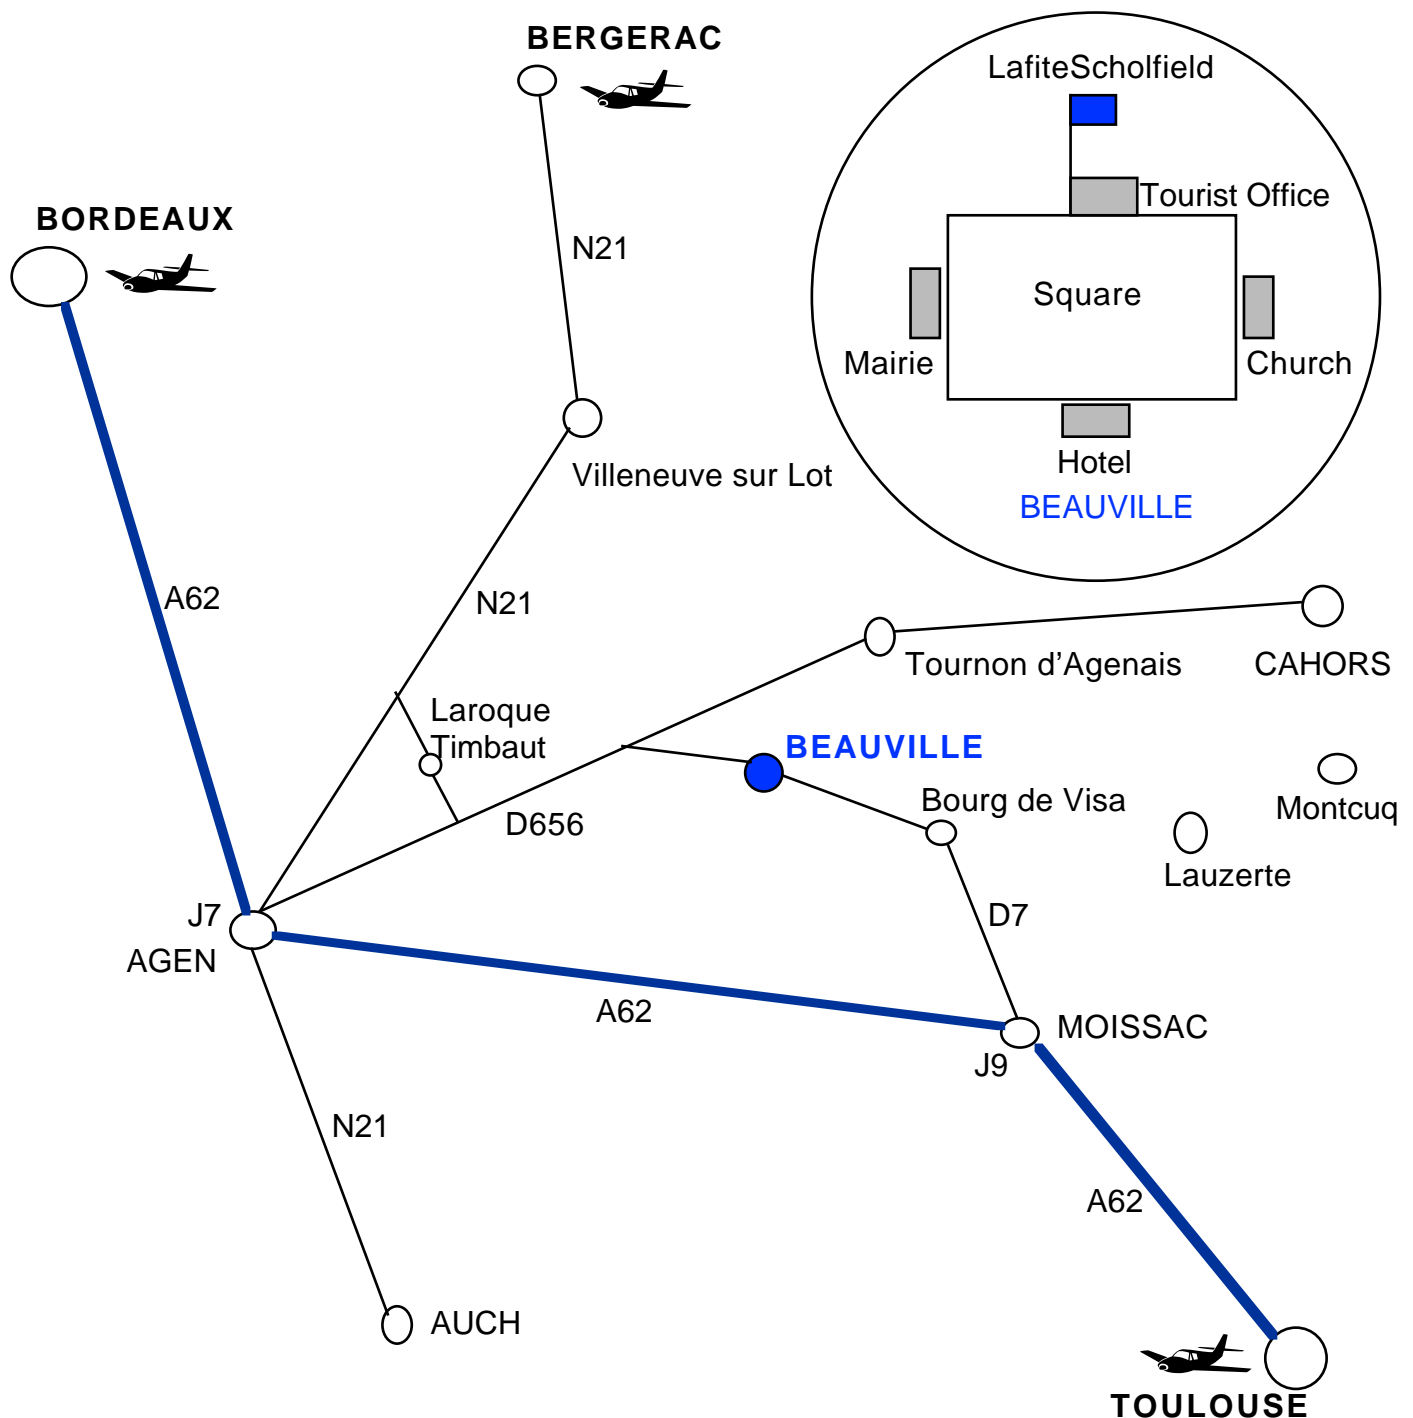 BERGERAC
LafiteScholfield
Tourist Office
BORDEAUX
N21
Square
Mairie
Church
Hotel
Villeneuve sur Lot
BEAUVILLE
A62
N21
Tournon d'Agenais
CAHORS
Laroque
Timbaut
BEAUVILLE
Bourg de Visa
Montcuq
D656
Lauzerte
J7
D7
AGEN
A62
MOISSAC
J9
N21
A62
AUCH
TOULOUSE